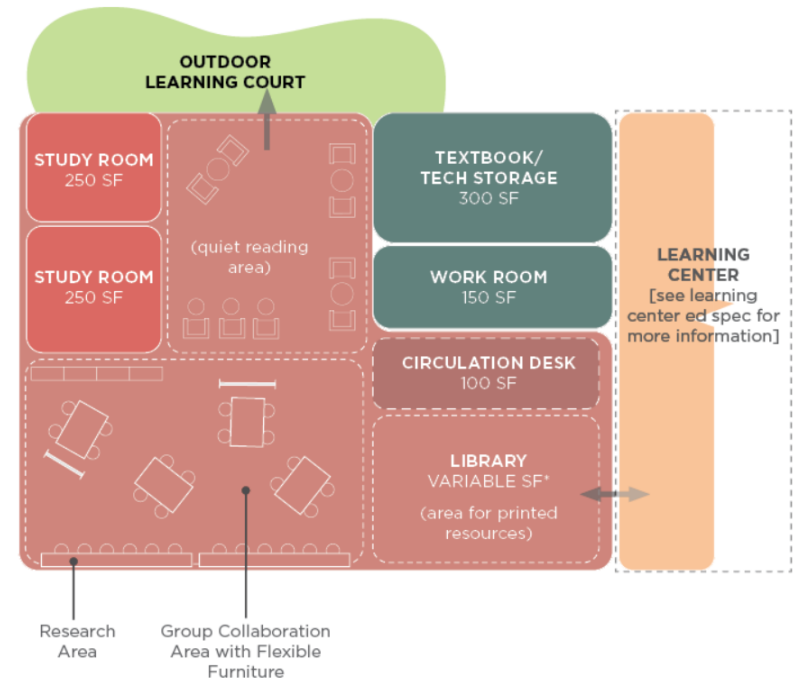 OUTDOOR
LEARNING COURT
STUDY ROOM
250 SF
(quiet reading
area)
TEXTBOOK/
TECH STORAGE
300 SF
STUDY ROOM
250 SF
WORK ROOM
150 SF
LEARNING
CENTER
[see learning
center ed spec for
more information]
CIRCULATION DESK
100 SF
LIBRARY
VARIABLE SF*
(area for printed
resources)
Research
Area
Group Collaboration
Area with Flexible
Furniture